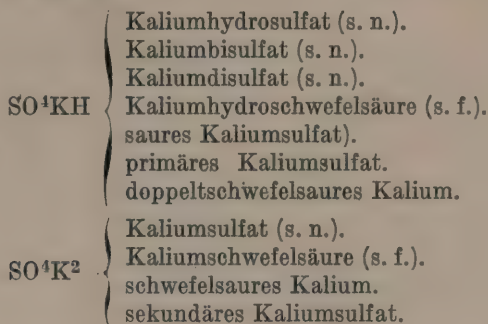 Kaliumhydrosulfat (s. n.).
Kaliumbisulfat (s. n.).
Kaliumdisulfat (s. n.).
SO⁴KH Kaliumhydroschwefelsäure (s. f.).
saures Kaliumsulfat).
primäres Kaliumsulfat.
doppeltschwefelsaures Kalium.
Kaliumsulfat (s. n.).
SO⁴K² Kaliumschwefelsäure (s. f.).
schwefelsaures Kalium.
sekundäres Kaliumsulfat.